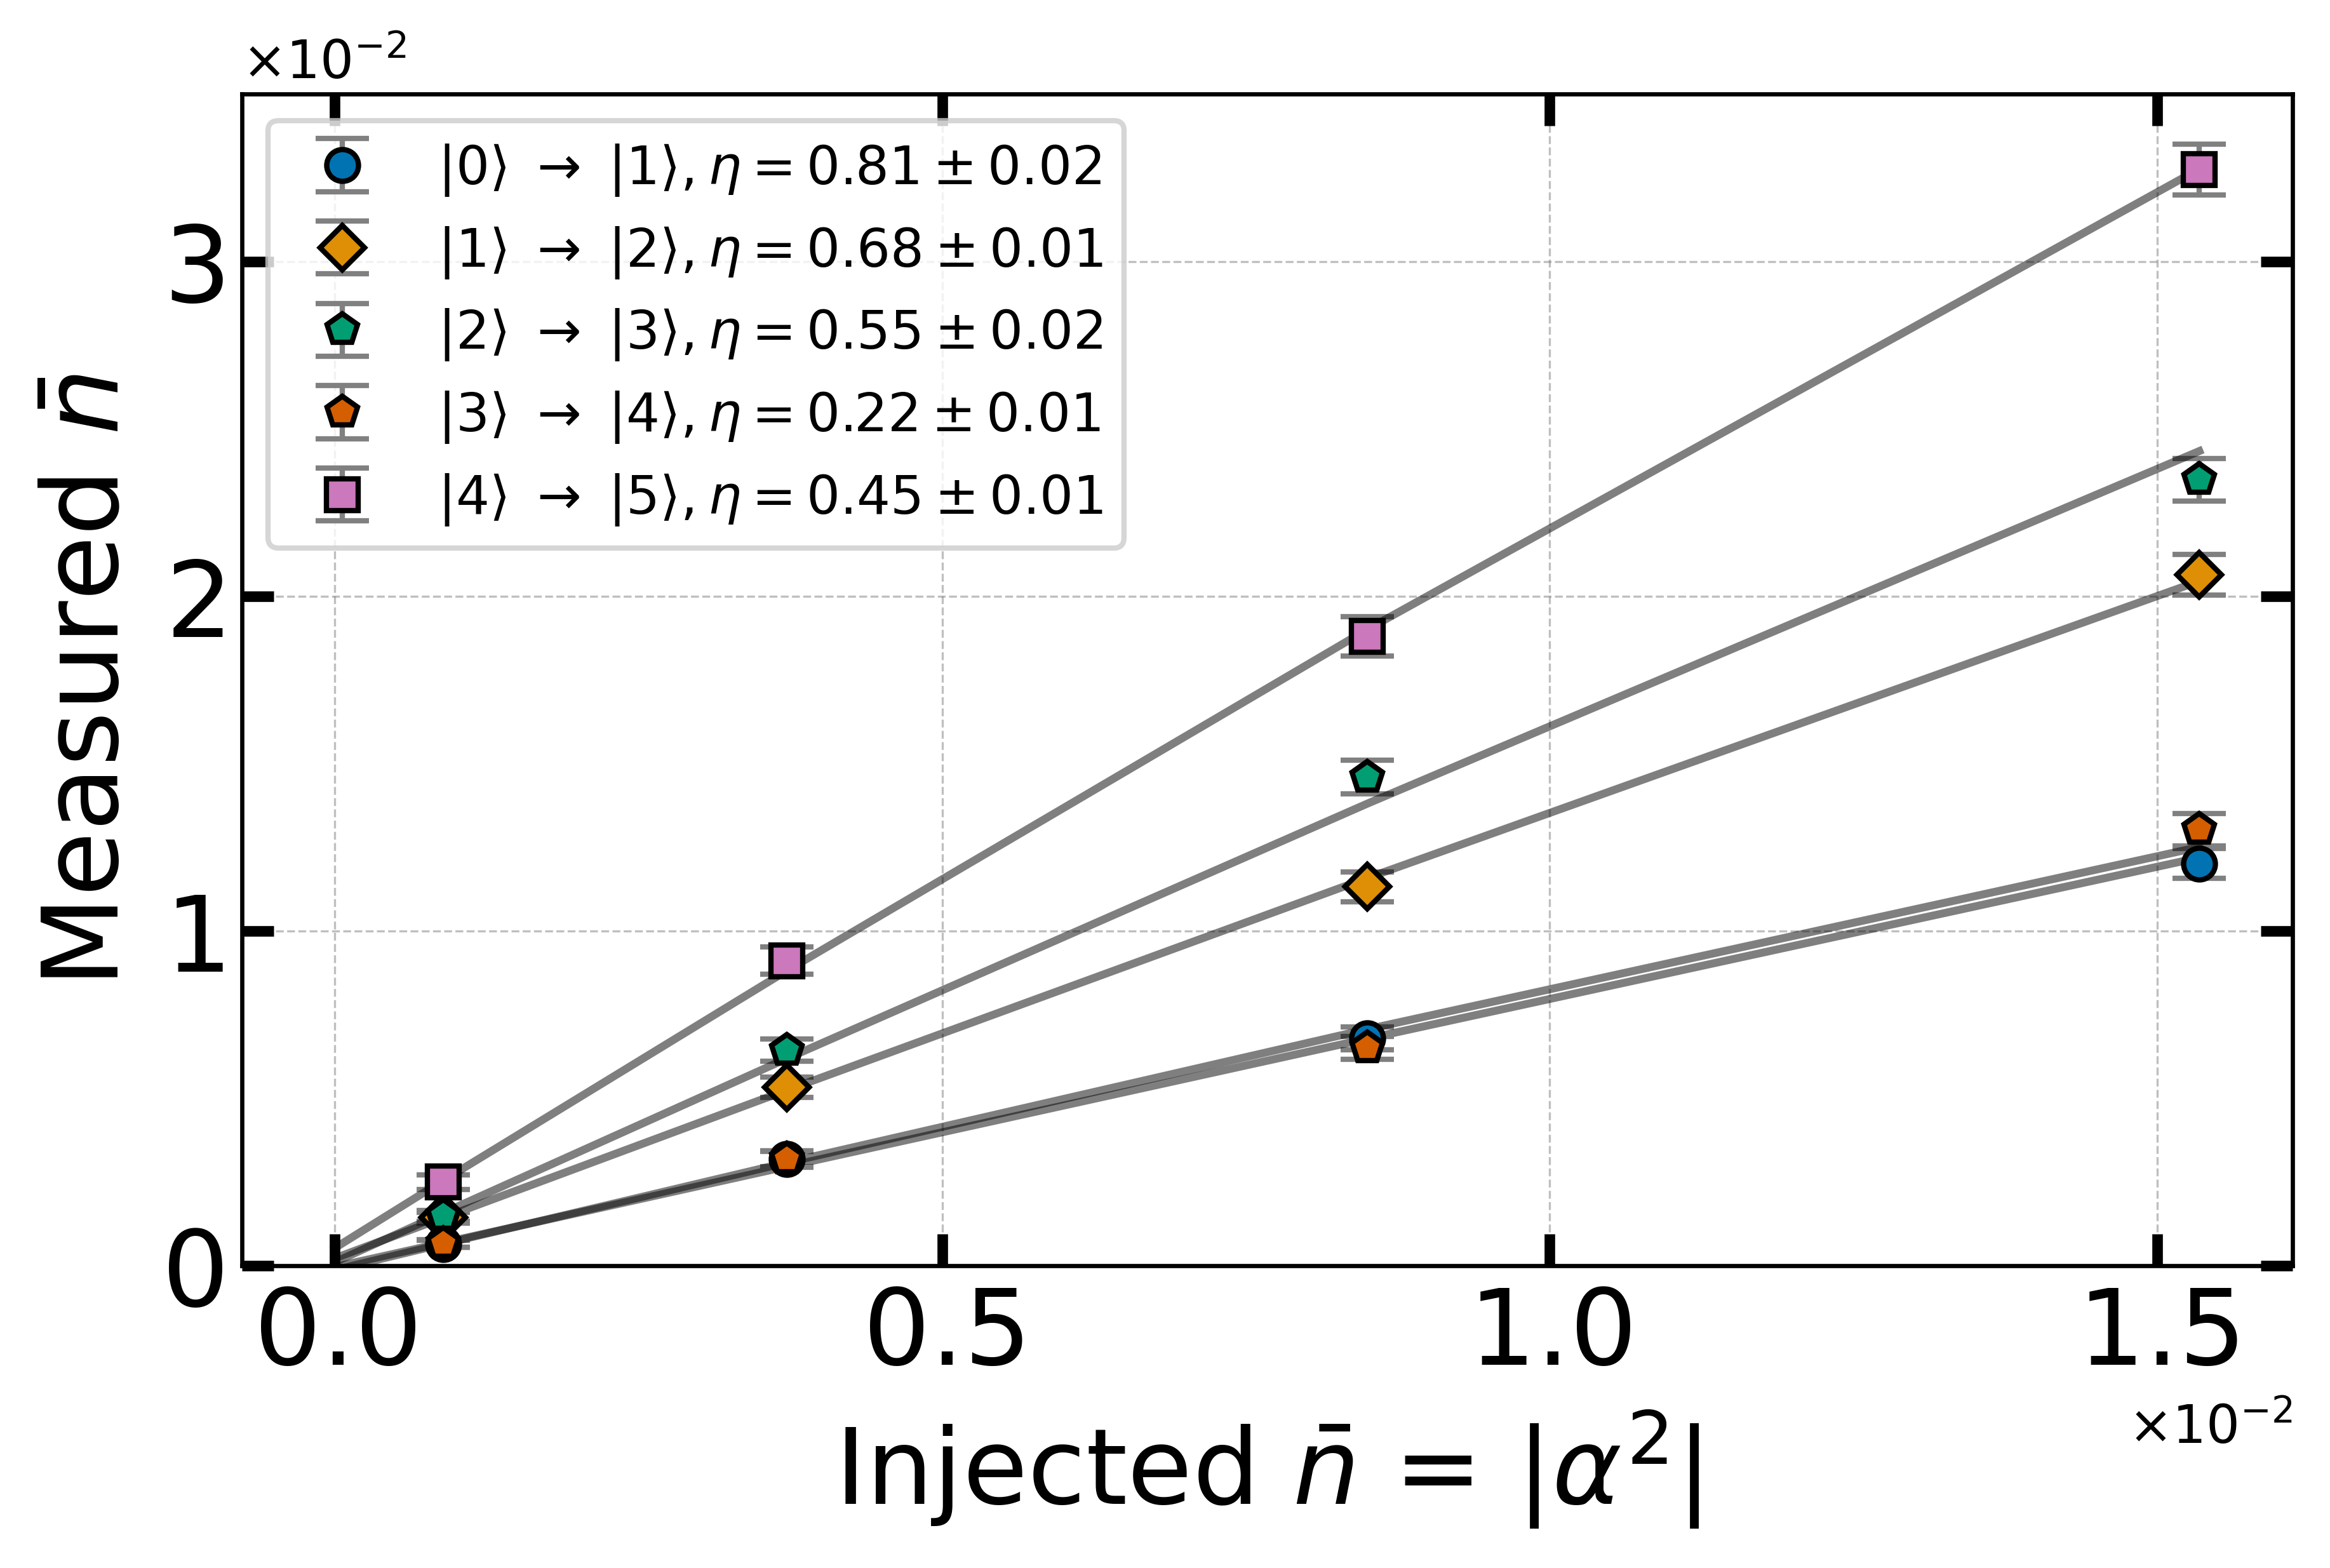 ×10⁻²
|0⟩ → |1⟩, η = 0.81 ± 0.02
|1⟩ → |2⟩, η = 0.68 ± 0.01
|2⟩ → |3⟩, η = 0.55 ± 0.02
|3⟩ → |4⟩, η = 0.22 ± 0.01
|4⟩ → |5⟩, η = 0.45 ± 0.01
3
2
1
0
Measured n̄
0.0 0.5 1.0 1.5
×10⁻²
Injected n̄ = |α²|